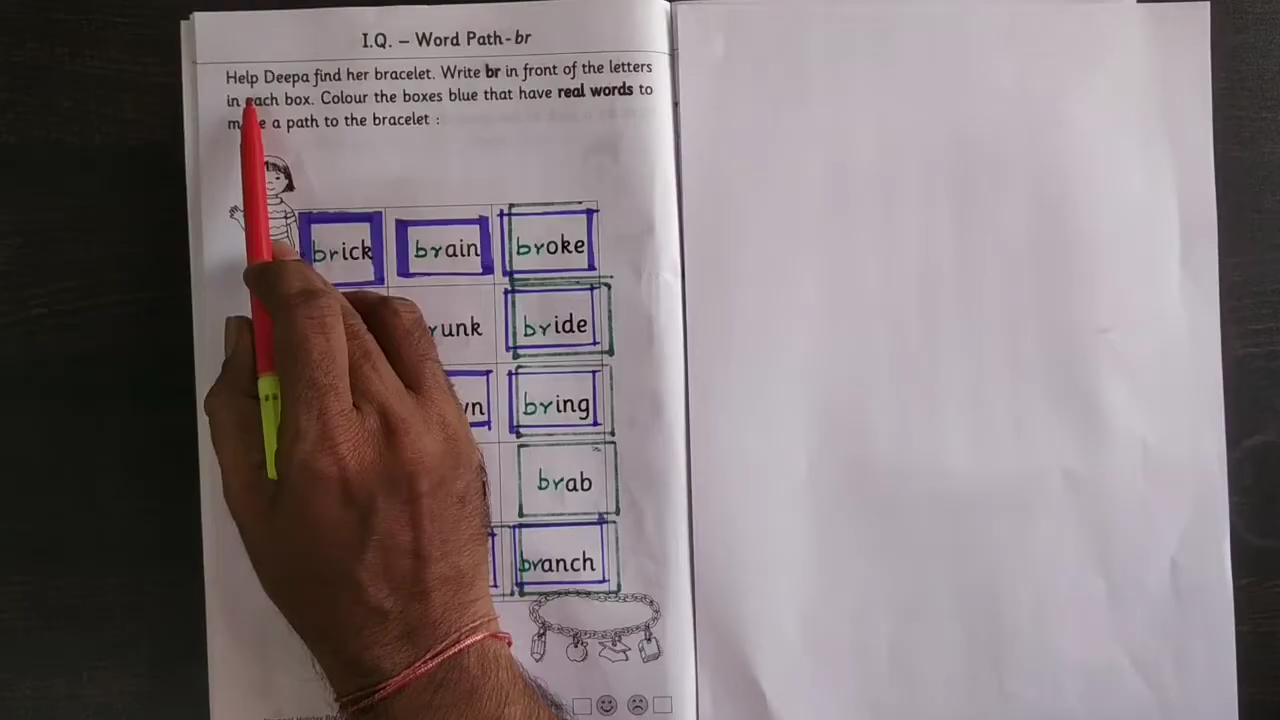 I.Q. – Word Path-br
Help Deepa find her bracelet. Write br in front of the letters
in each box. Colour the boxes blue that have real words to
a path to the bracelet :
brick brain broke
runk bride
bring
brab
branch